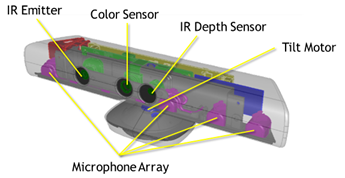 Color Sensor
IR Emitter
IR Depth Sensor
Tilt Motor
Microphone Array